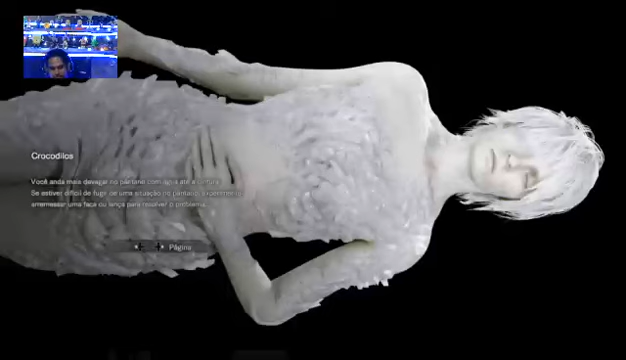 Crocodilos
Você anda mais devagar no pântano com água até a cintura.
Se estiver difícil de fugir de uma situação no pântano, experimente
arremessar uma faca ou lança para resolver o problema.
Página